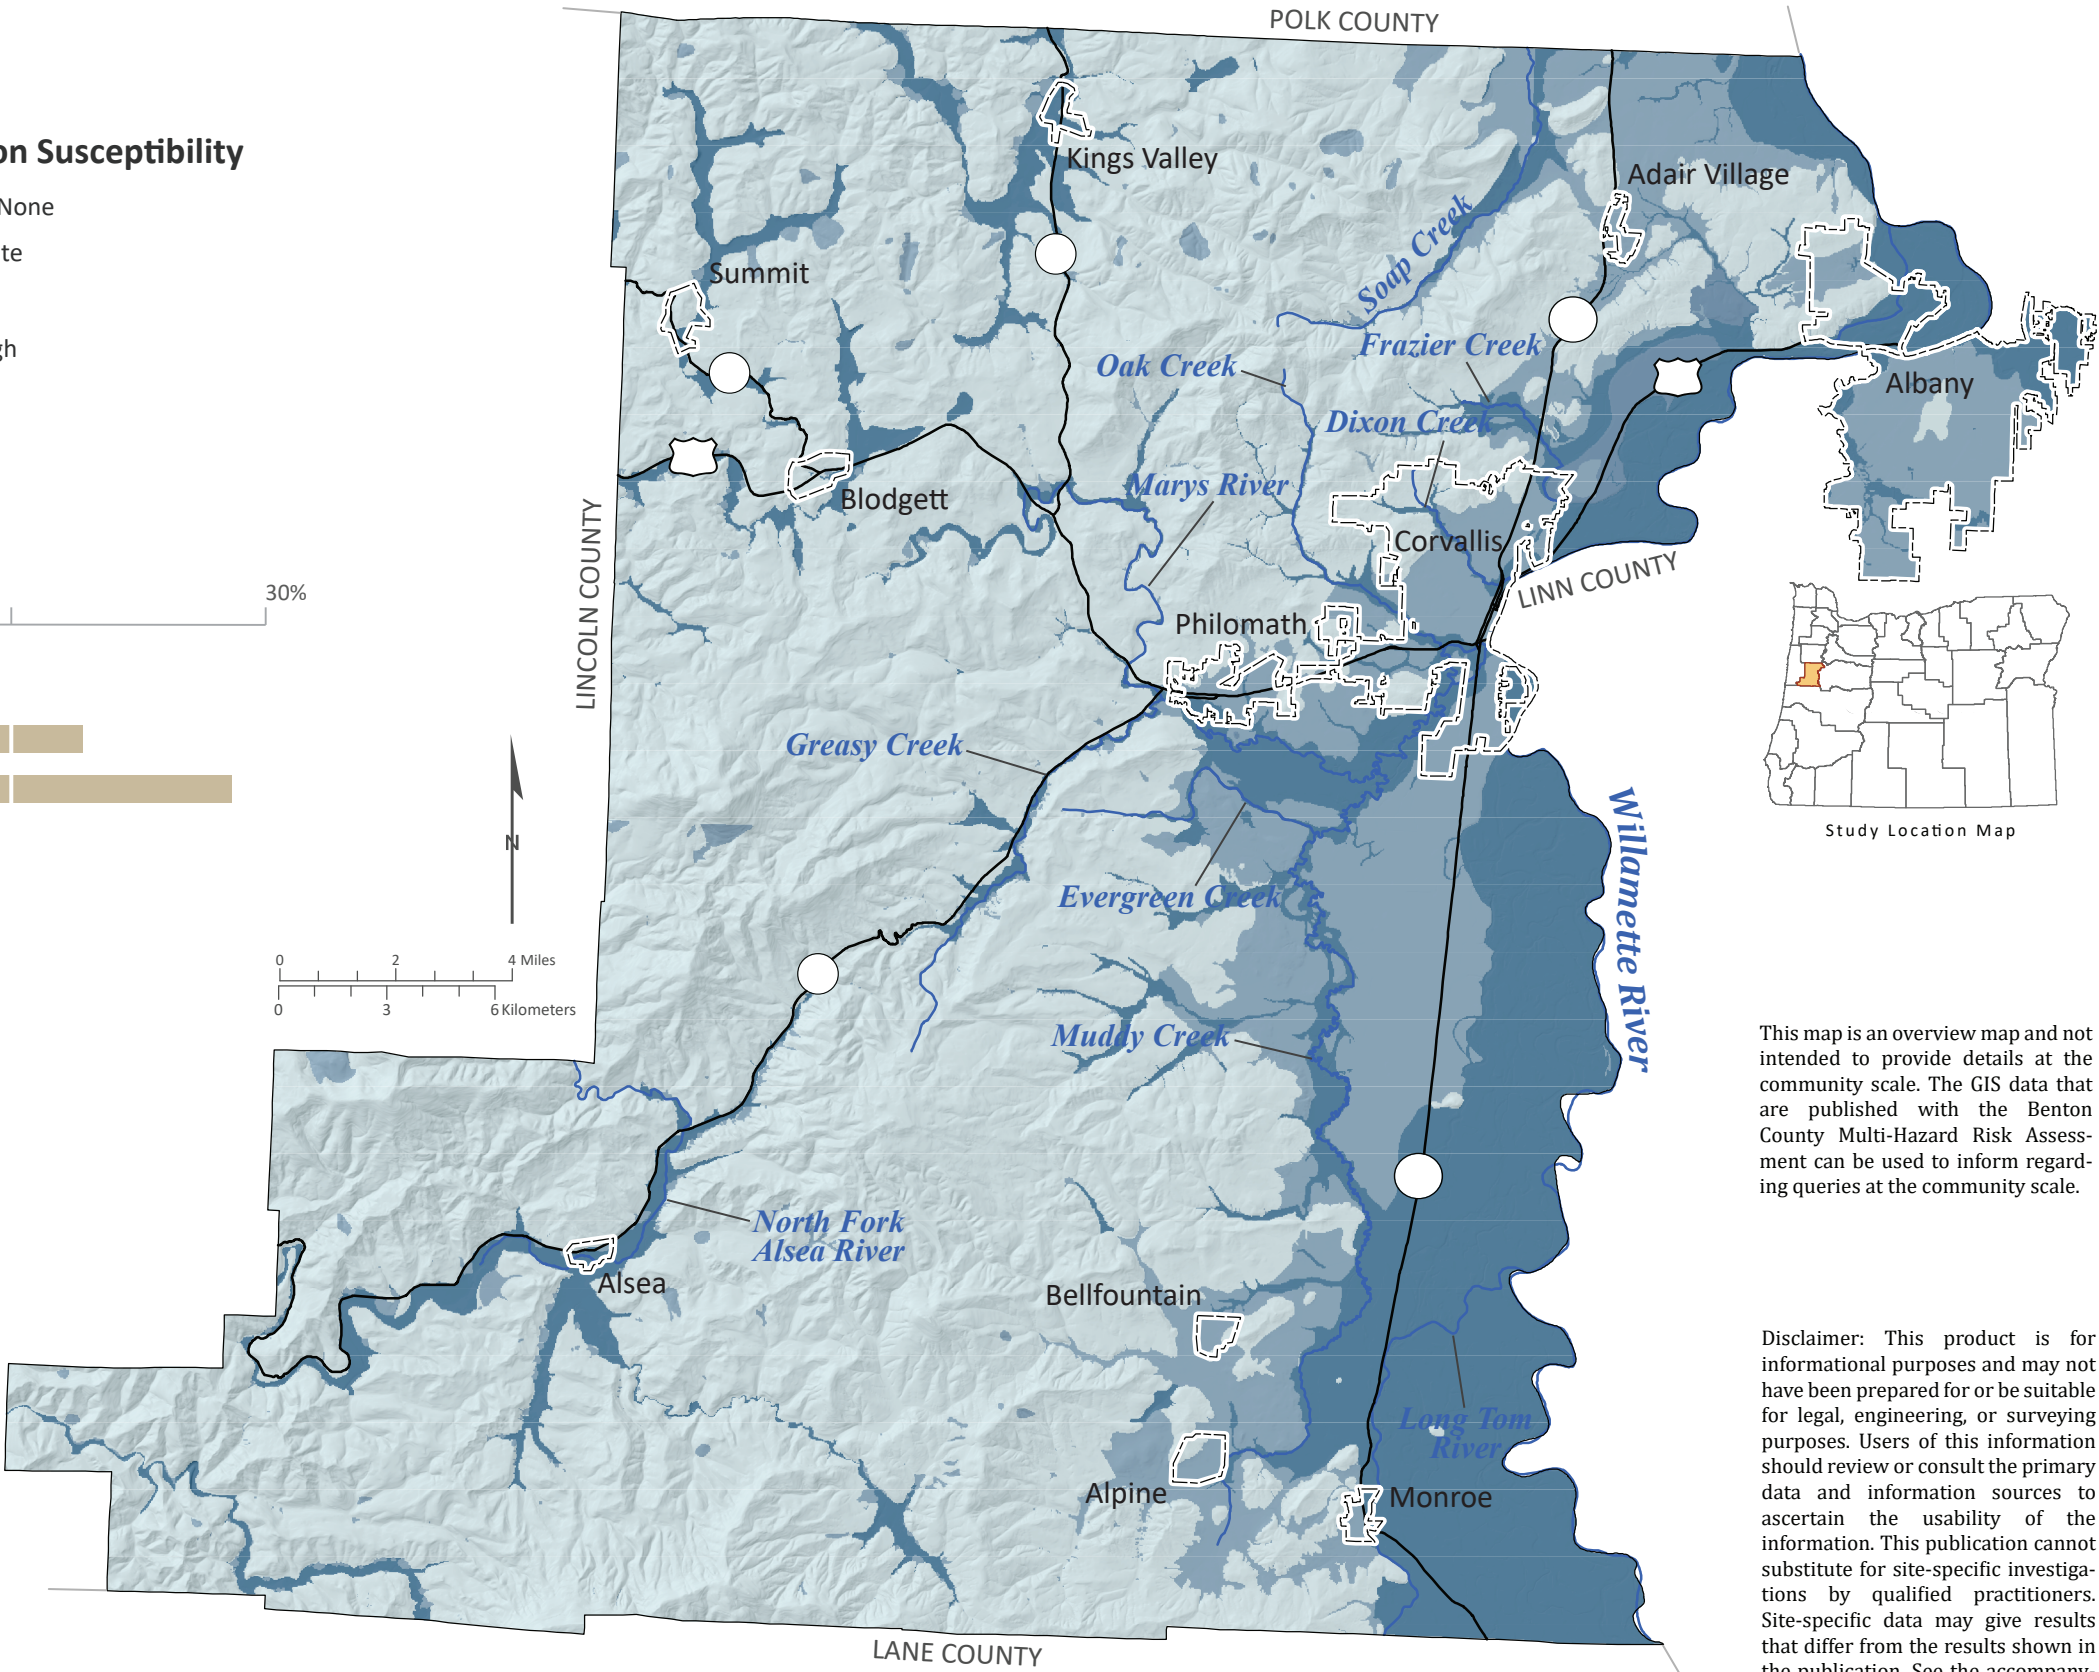 POLK COUNTY
on Susceptibility
None
te
gh
30%
Kings Valley
Adair Village
Soap Creek
Summit
Frazier Creek
Oak Creek
Albany
Dixon Creek
Marys River
Blodgett
Corvallis
LINCOLN COUNTY
LINN COUNTY
Philomath
Greasy Creek
Study Location Map
N
Willamette River
Evergreen Creek
0 2 4 Miles
0 3 6 Kilometers
Muddy Creek
This map is an overview map and not
intended to provide details at the
community scale. The GIS data that
are published with the Benton
County Multi-Hazard Risk Assess-
ment can be used to inform regard-
ing queries at the community scale.
North Fork
Alsea River
Alsea
Bellfountain
Long Tom
River
Alpine
Monroe
Disclaimer: This product is for
informational purposes and may not
have been prepared for or be suitable
for legal, engineering, or surveying
purposes. Users of this information
should review or consult the primary
data and information sources to
ascertain the usability of the
information. This publication cannot
substitute for site-specific investiga-
tions by qualified practitioners.
Site-specific data may give results
that differ from the results shown in
the publication. See the accompany-
LANE COUNTY